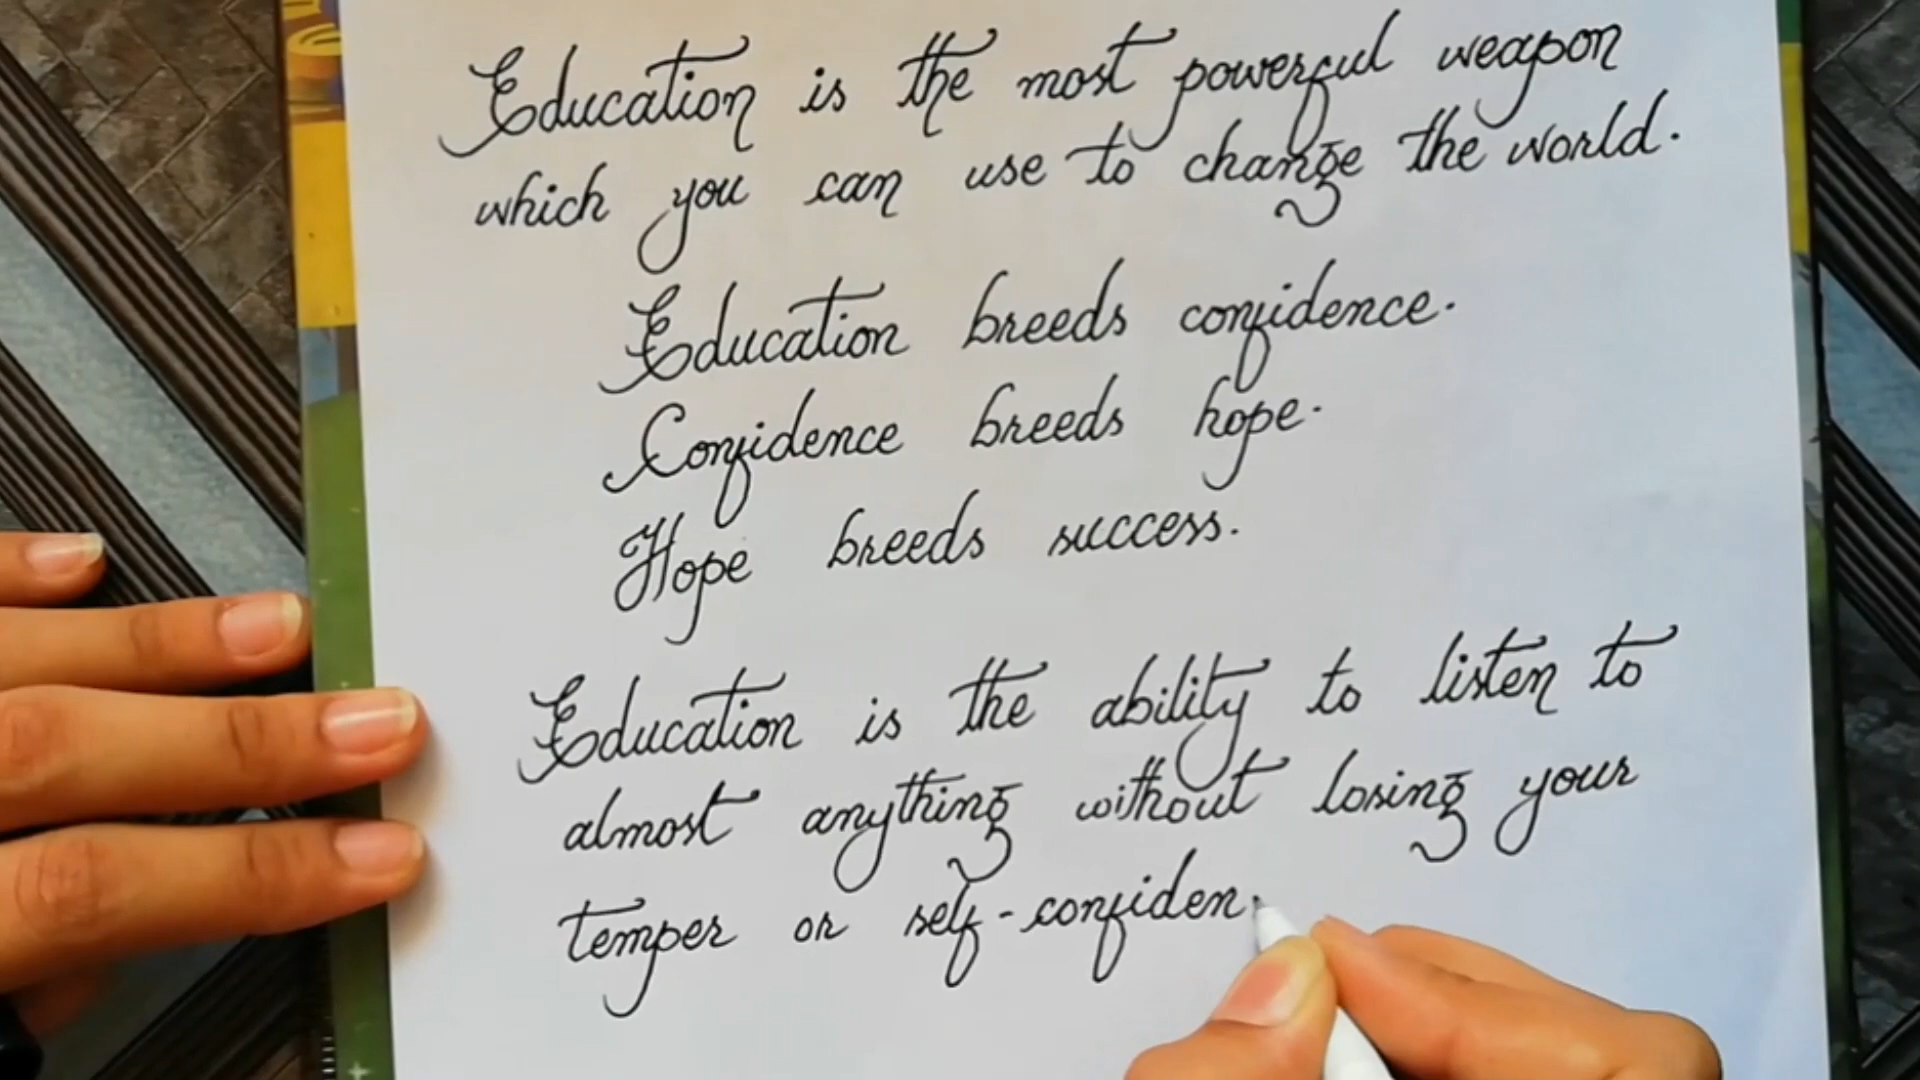 Education is the most powerful weapon
which you can use to change the world.
Education breeds confidence.
Confidence breeds hope.
Hope breeds success.
Education is the ability to listen to
almost anything without losing your
temper or self-confiden